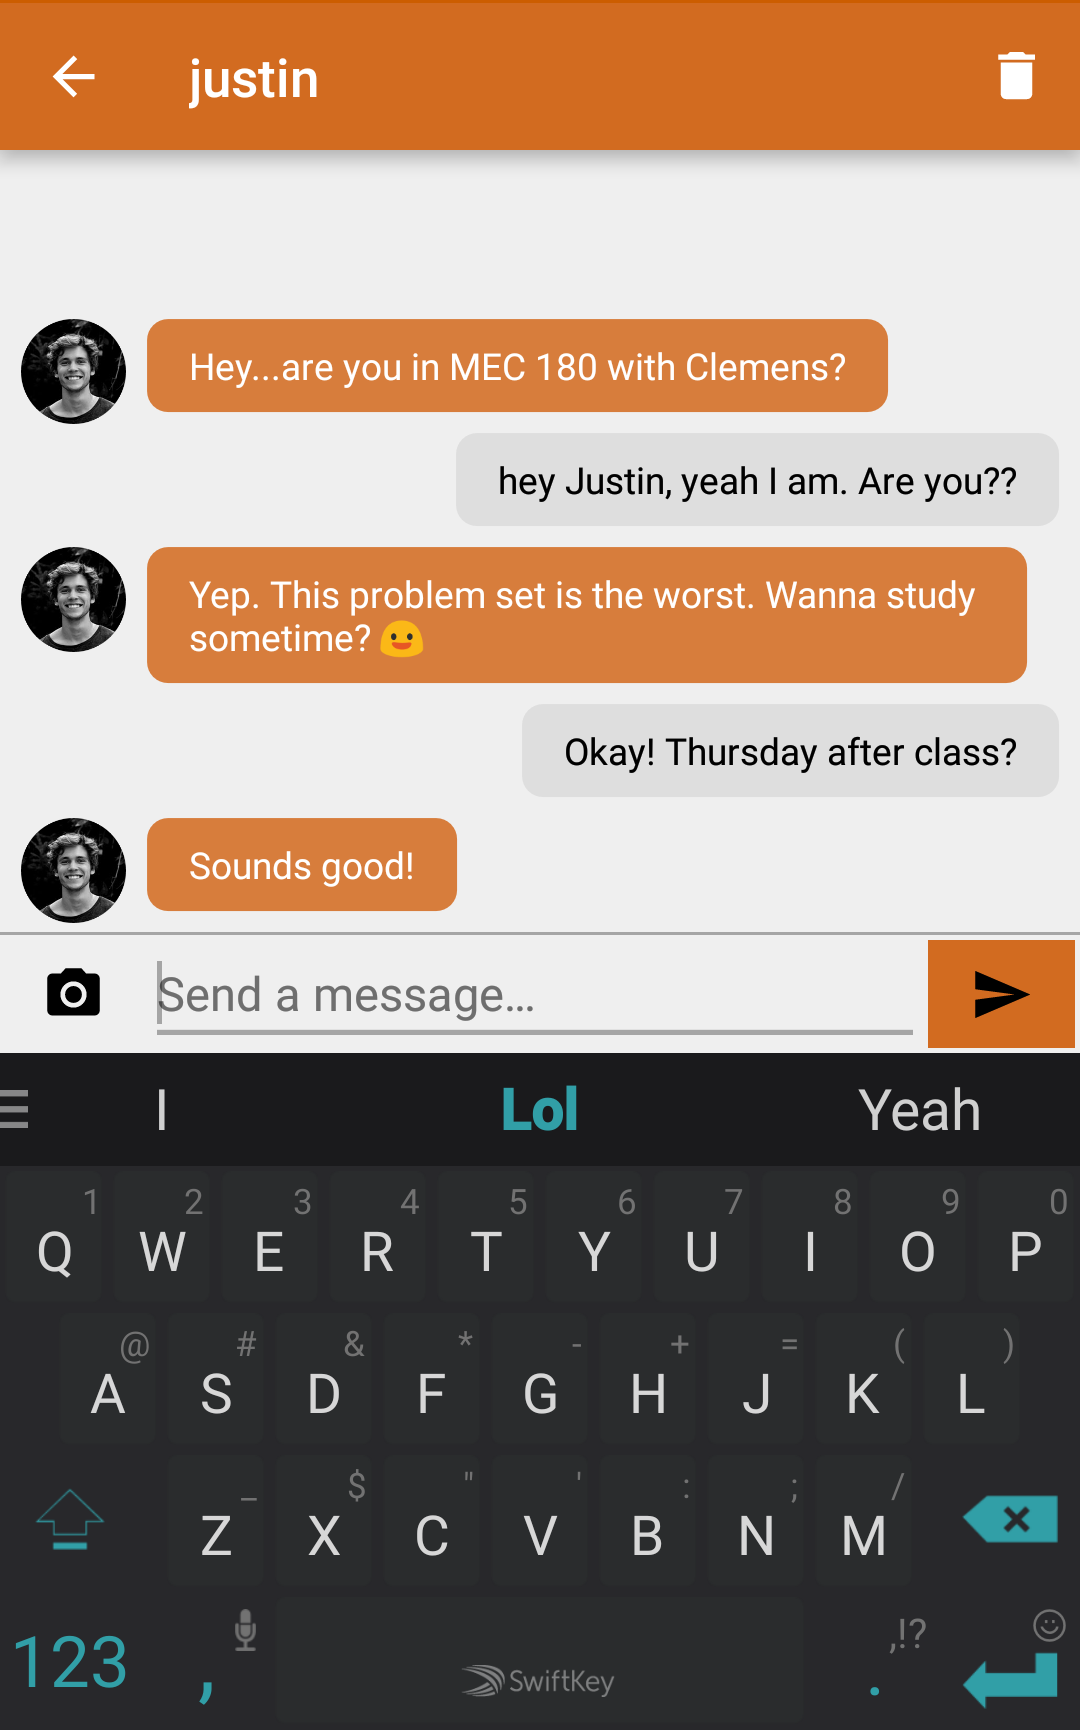 justin
Hey...are you in MEC 180 with Clemens?
hey Justin, yeah I am. Are you??
Yep. This problem set is the worst. Wanna study
sometime? 😃
Okay! Thursday after class?
Sounds good!
Send a message...
I Lol Yeah
1 2 3 4 5 6 7 8 9 0
Q W E R T Y U I O P
@ # & * - + = ( )
A S D F G H J K L
_ $ " ' : ; /
Z X C V B N M
123 , SwiftKey ,!? .